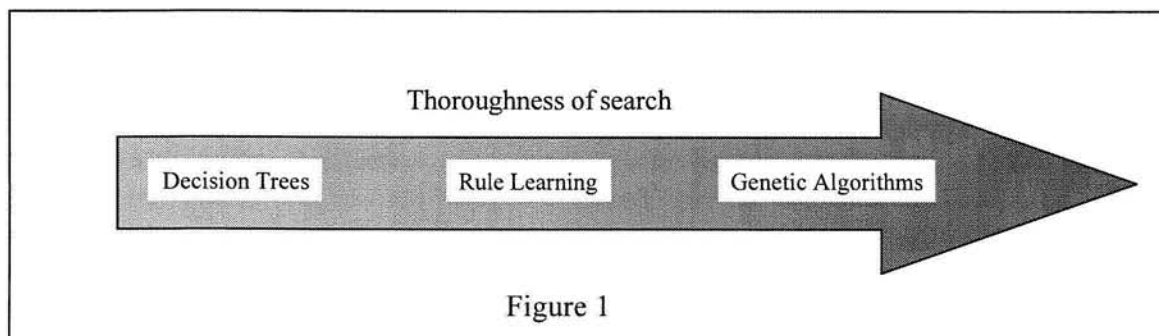 Thoroughness of search
Decision Trees
Rule Learning
Genetic Algorithms
Figure 1